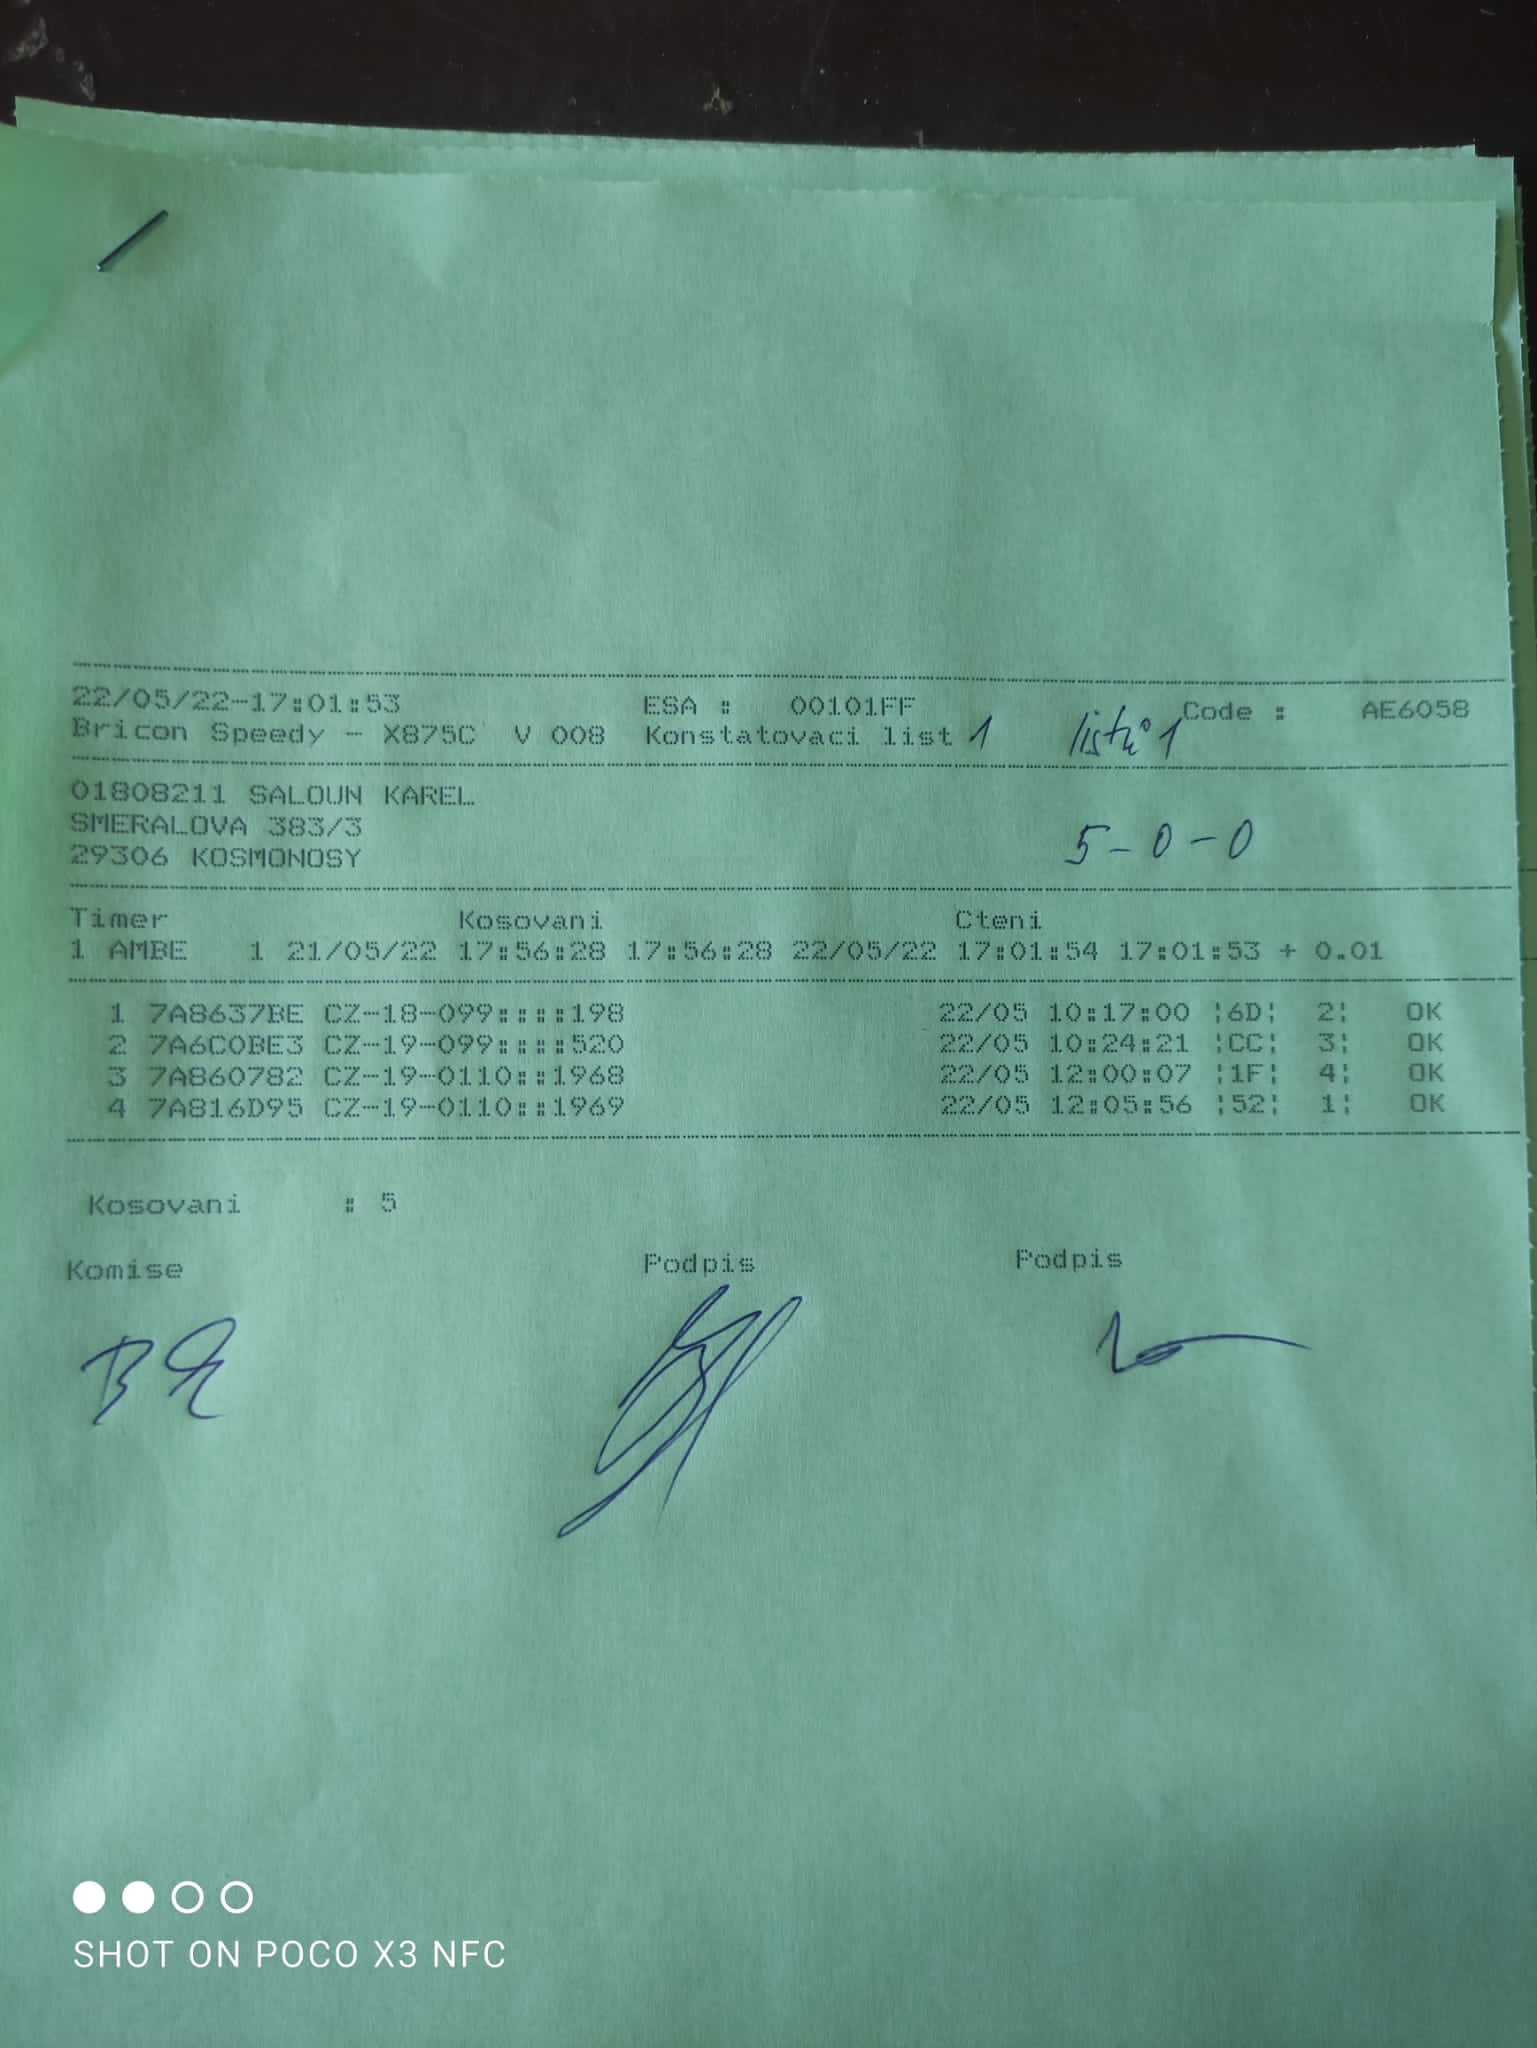 22/05/22-17:01:53 ESA : 00101FF Code : AE6058
Bricon Speedy - X875C V 008 Konstatovaci list 1 listů 1
01808211 SALOUN KAREL
SMERALOVA 383/3
5-0-0
29306 KOSMONOSY
Timer Kosovani Cteni
1 AMBE 1 21/05/22 17:56:28 17:56:28 22/05/22 17:01:54 17:01:53 + 0.01
1 7A8637BE CZ-18-099::::198 22/05 10:17:00 ¦6D¦ 2¦ OK
2 7A6C0BE3 CZ-19-099::::520 22/05 10:24:21 ¦CC¦ 3¦ OK
3 7A860782 CZ-19-0110::1968 22/05 12:00:07 ¦1F¦ 4¦ OK
4 7A816D95 CZ-19-0110::1969 22/05 12:05:56 ¦52¦ 1¦ OK
Kosovani : 5
Komise Podpis Podpis
SHOT ON POCO X3 NFC